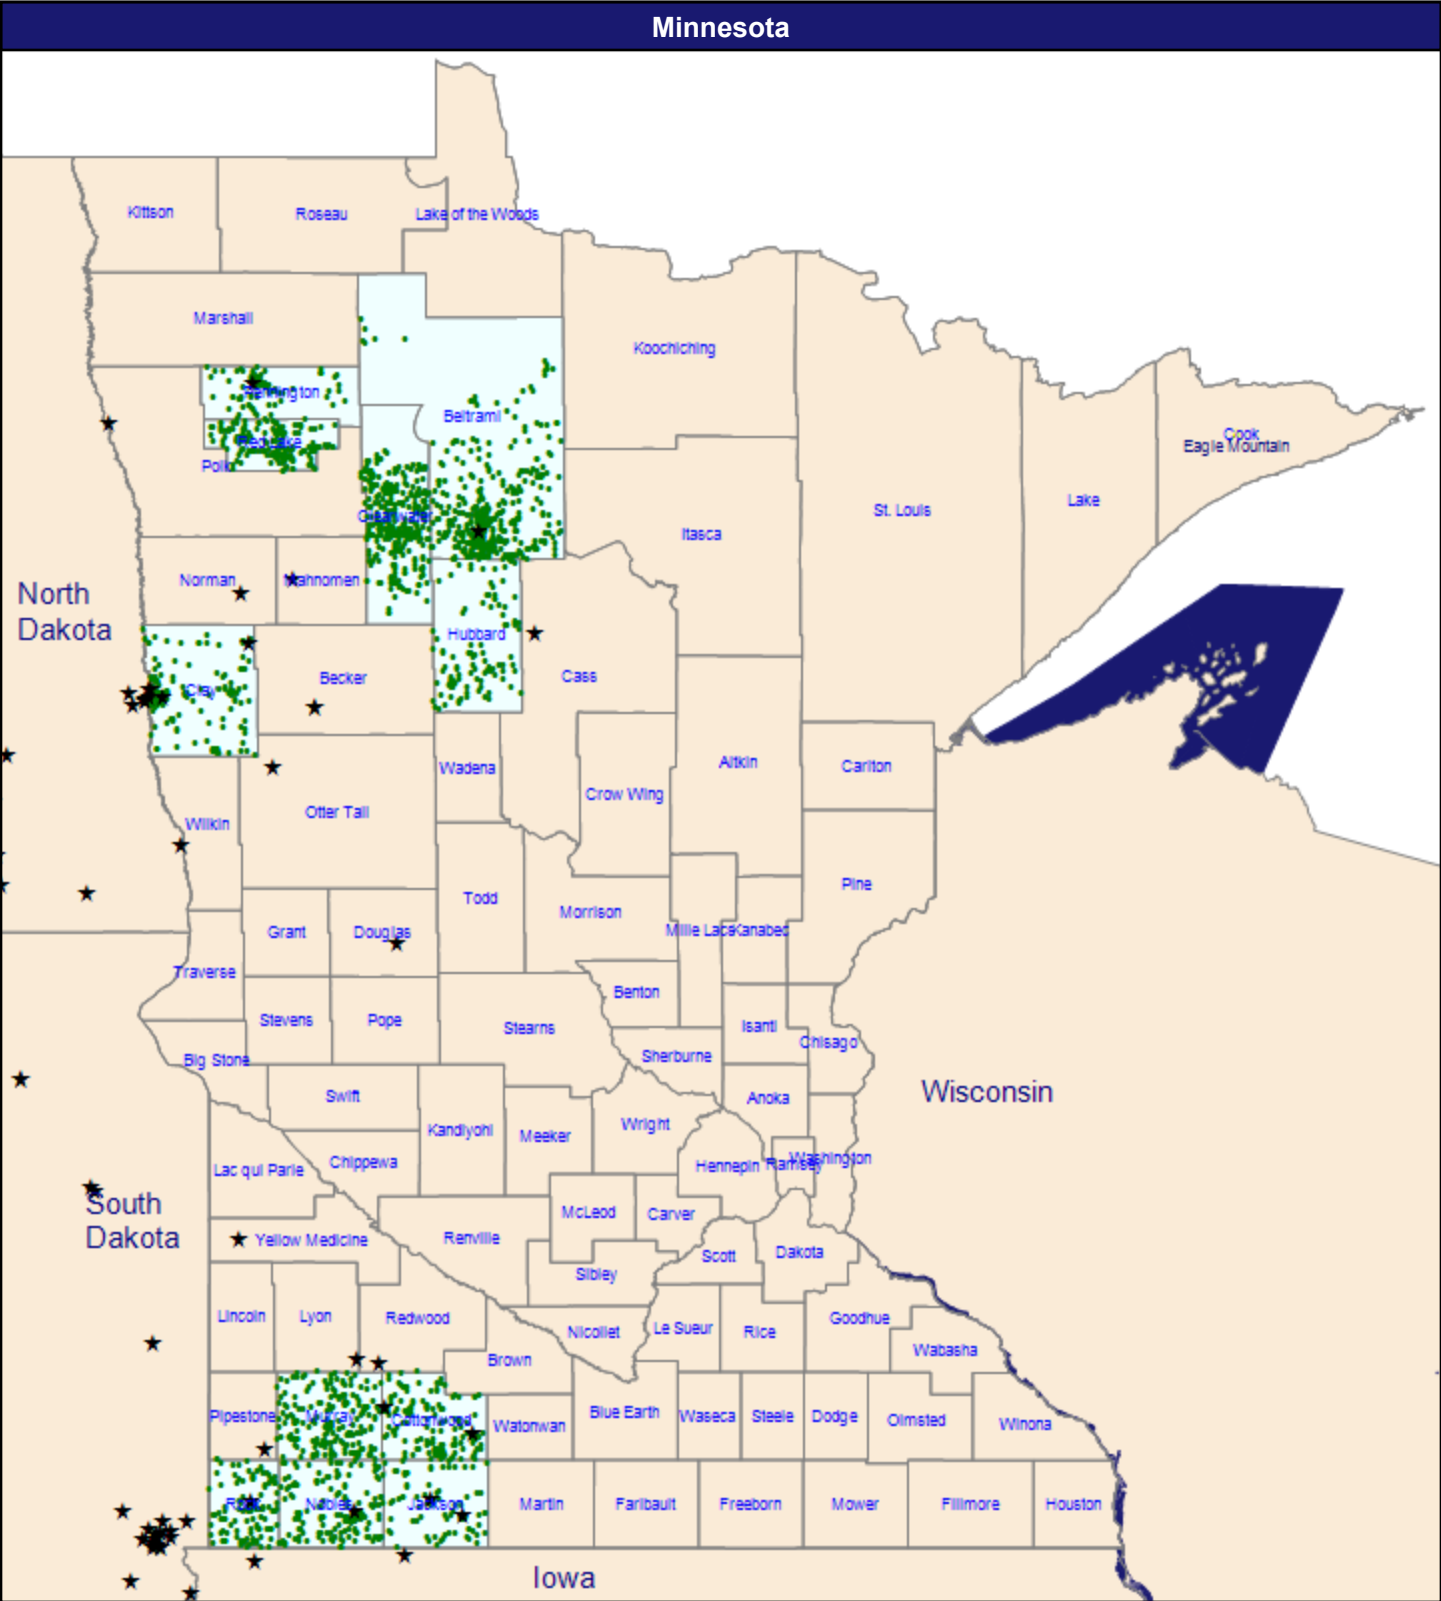 Minnesota
Kittson
Roseau
Lake of the Woods
Marshall
Koochiching
Pennington
Beltrami
Red Lake
Polk
Cook
Eagle Mountain
Lake
St. Louis
Clearwater
Itasca
Norman
Mahnomen
North
Dakota
Hubbard
Cass
Becker
Clay
Wadena
Aitkin
Carlton
Crow Wing
Otter Tail
Wilkin
Pine
Todd
Morrison
Mille Lacs
Kanabec
Grant
Douglas
Traverse
Benton
Stevens
Pope
Stearns
Isanti
Chisago
Big Stone
Sherburne
Wisconsin
Swift
Anoka
Kandiyohi
Wright
Meeker
Chippewa
Lac qui Parle
Hennepin
Ramsey
Washington
South
Dakota
McLeod
Carver
Yellow Medicine
Renville
Scott
Dakota
Sibley
Lincoln
Lyon
Redwood
Nicollet
Le Sueur
Rice
Goodhue
Wabasha
Brown
Pipestone
Murray
Cottonwood
Watonwan
Blue Earth
Waseca
Steele
Dodge
Olmsted
Winona
Rock
Nobles
Jackson
Martin
Faribault
Freeborn
Mower
Fillmore
Houston
Iowa